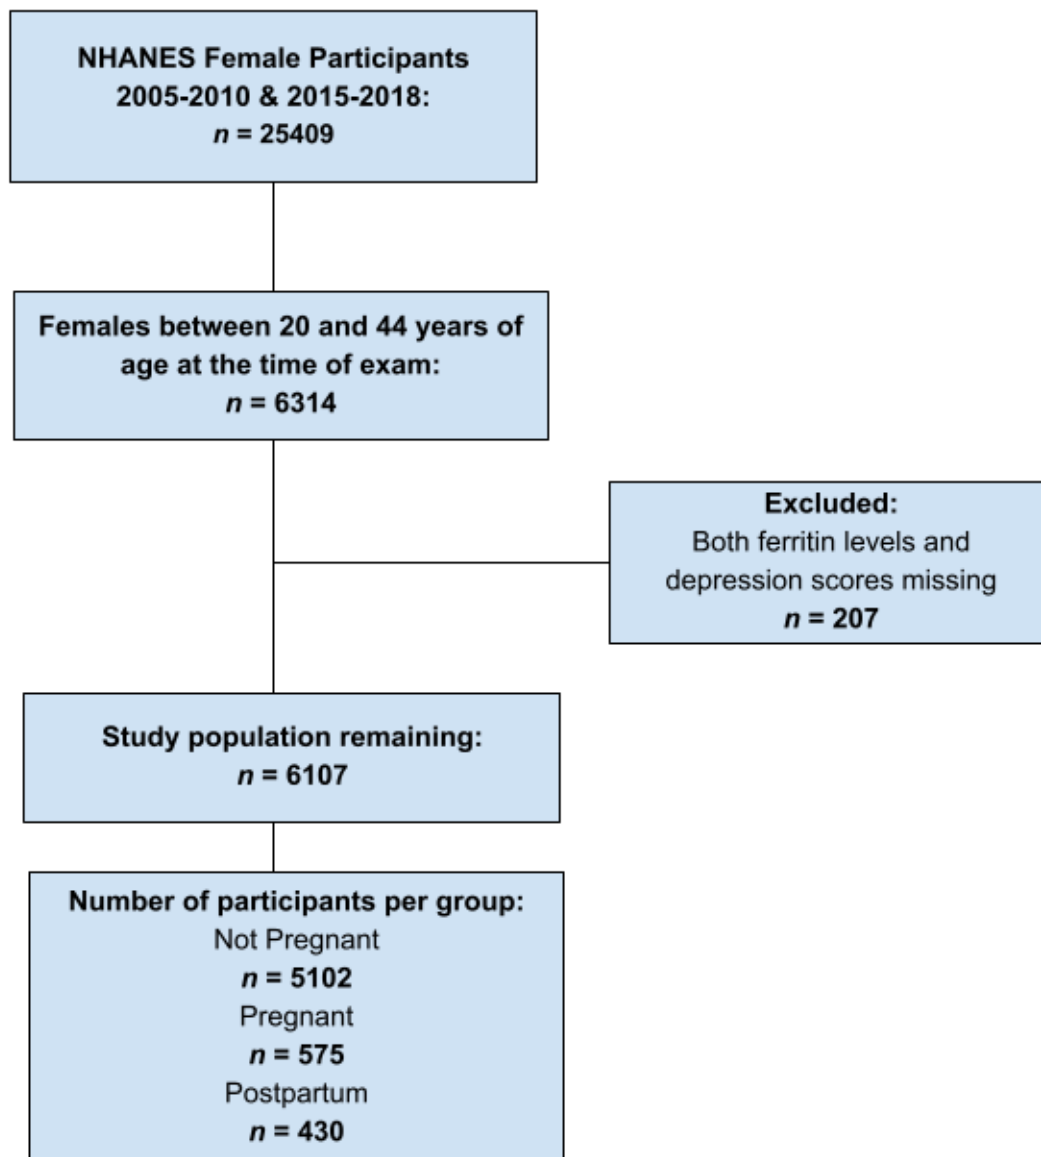 NHANES Female Participants
2005-2010 & 2015-2018:
n = 25409
Females between 20 and 44 years of
age at the time of exam:
n = 6314
Excluded:
Both ferritin levels and
depression scores missing
n = 207
Study population remaining:
n = 6107
Number of participants per group:
Not Pregnant
n = 5102
Pregnant
n = 575
Postpartum
n = 430